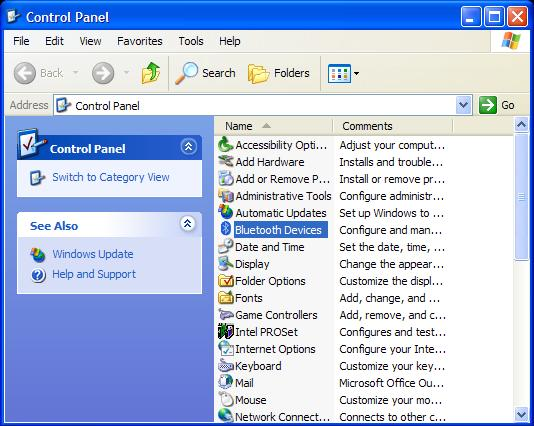 Control Panel
File Edit View Favorites Tools Help
Back Search Folders
Address Control Panel Go
Control Panel
Switch to Category View
See Also
Windows Update
Help and Support
Name Comments
Accessibility Opti... Adjust your comput...
Add Hardware Installs and trouble...
Add or Remove P... Install or remove pr...
Administrative Tools Configure administr...
Automatic Updates Set up Windows to ...
Bluetooth Devices Configure and man...
Date and Time Set the date, time, ...
Display Change the appear...
Folder Options Customize the displ...
Fonts Add, change, and ...
Game Controllers Add, remove, and c...
Intel PROSet Configures and test...
Internet Options Configure your Inte...
Keyboard Customize your key...
Mail Microsoft Office Ou...
Mouse Customize your mo...
Network Connect... Connects to other c...